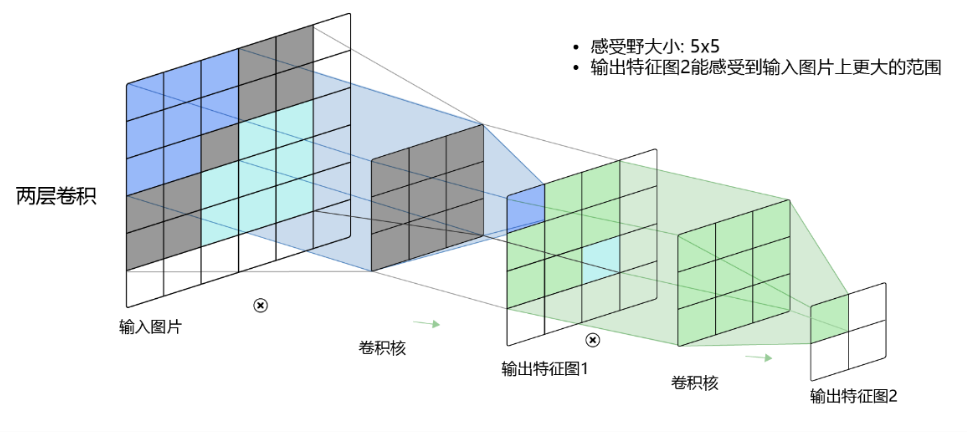 • 感受野大小: 5x5
• 输出特征图2能感受到输入图片上更大的范围
两层卷积
输入图片
卷积核
输出特征图1
卷积核
输出特征图2